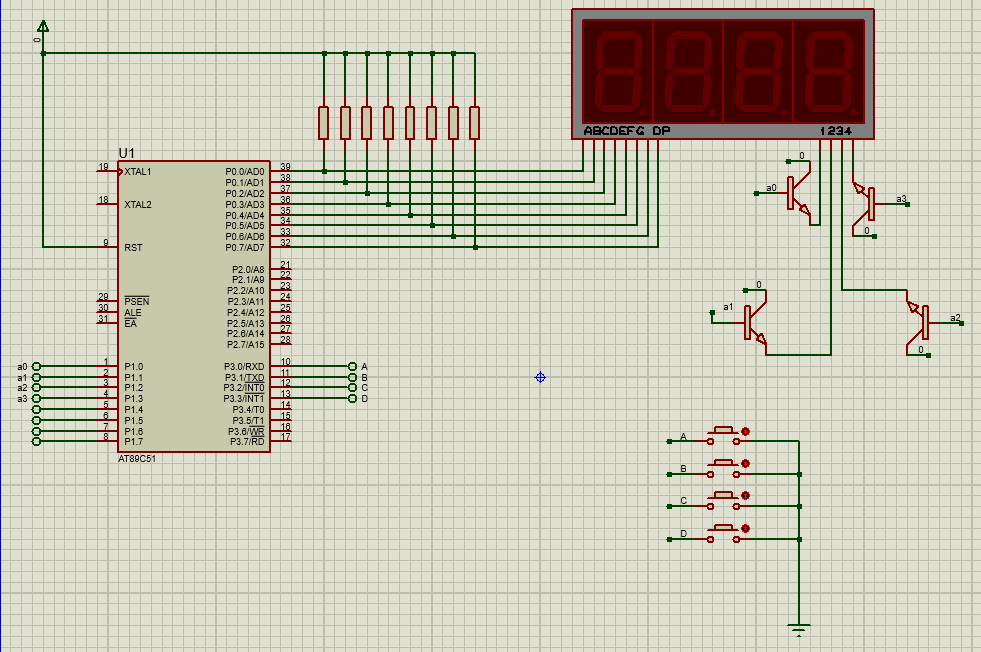 0
ABCDEFG DP
1234
U1
19 XTAL1
18 XTAL2
9 RST
29 PSEN
30 ALE
31 EA
a0 1 P1.0
a1 2 P1.1
a2 3 P1.2
a3 4 P1.3
5 P1.4
6 P1.5
7 P1.6
8 P1.7
P0.0/AD0 39
P0.1/AD1 38
P0.2/AD2 37
P0.3/AD3 36
P0.4/AD4 35
P0.5/AD5 34
P0.6/AD6 33
P0.7/AD7 32
P2.0/A8 21
P2.1/A9 22
P2.2/A10 23
P2.3/A11 24
P2.4/A12 25
P2.5/A13 26
P2.6/A14 27
P2.7/A15 28
P3.0/RXD 10 A
P3.1/TXD 11 B
P3.2/INT0 12 C
P3.3/INT1 13 D
P3.4/T0 14
P3.5/T1 15
P3.6/WR 16
P3.7/RD 17
AT89C51
0
a0
a3
0
0
a1
a2
0
A
B
C
D